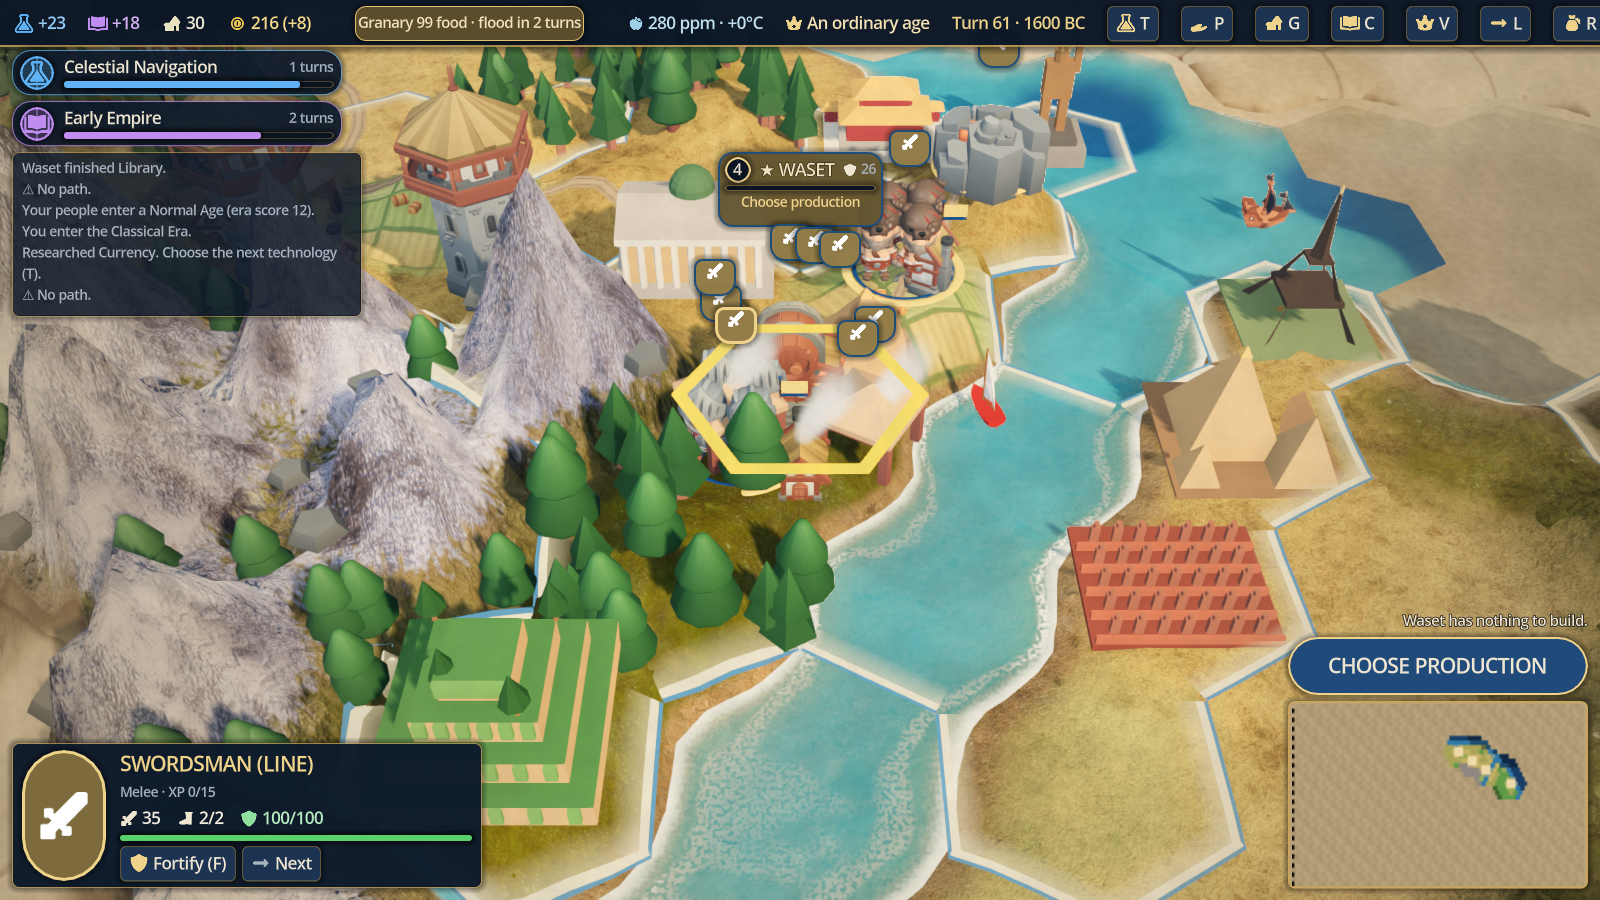 +23
+18
30
216 (+8)
Granary 99 food · flood in 2 turns
280 ppm · +0°C
An ordinary age
Turn 61 · 1600 BC
T
P
G
C
V
→ L
R
Celestial Navigation
1 turns
Early Empire
2 turns
Waset finished Library.
⚠ No path.
Your people enter a Normal Age (era score 12).
You enter the Classical Era.
Researched Currency. Choose the next technology
(T).
⚠ No path.
4 ★ WASET 26
Choose production
Waset has nothing to build.
CHOOSE PRODUCTION
SWORDSMAN (LINE)
Melee · XP 0/15
35
2/2
100/100
Fortify (F)
→ Next